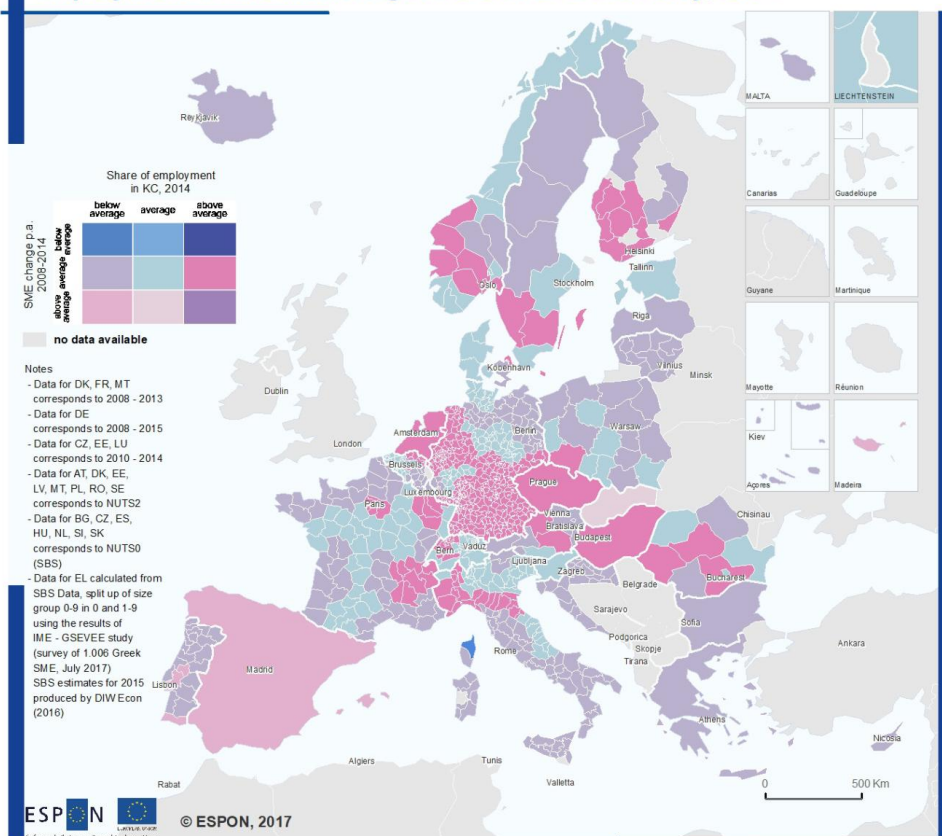 Reykjavik
MALTA
LIECHTENSTEIN
Canarias
Guadeloupe
Guyane
Martinique
Mayotte
Réunion
Kiev
Açores
Madeira
Share of employment
in KC, 2014
below
average
average
above
average
SME change p.a.
2008-2014
below
average
average
above
average
no data available
Notes
- Data for DK, FR, MT
corresponds to 2008 - 2013
- Data for DE
corresponds to 2008 - 2015
- Data for CZ, EE, LU
corresponds to 2010 - 2014
- Data for AT, DK, EE,
LV, MT, PL, RO, SE
corresponds to NUTS2
- Data for BG, CZ, ES,
HU, NL, SI, SK
corresponds to NUTS0
(SBS)
- Data for EL calculated from
SBS Data, split up of size
group 0-9 in 0 and 1-9
using the results of
IME - GSEVEE study
(survey of 1.006 Greek
SME, July 2017)
SBS estimates for 2015
produced by DIW Econ
(2016)
Helsinki
Oslo
Tallinn
Stockholm
Riga
København
Vilnius
Minsk
Dublin
Amsterdam
Berlin
Warsaw
London
Brussels
Luxembourg
Prague
Paris
Vienna
Bratislava
Chisinau
Bern
Vaduz
Budapest
Ljubljana
Zagreb
Belgrade
Bucharest
Sarajevo
Sofia
Podgorica
Skopje
Ankara
Rome
Tirana
Madrid
Lisbon
Athens
Nicosia
Algiers
Tunis
Rabat
Valletta
0 500 Km
ESPON
© ESPON, 2017